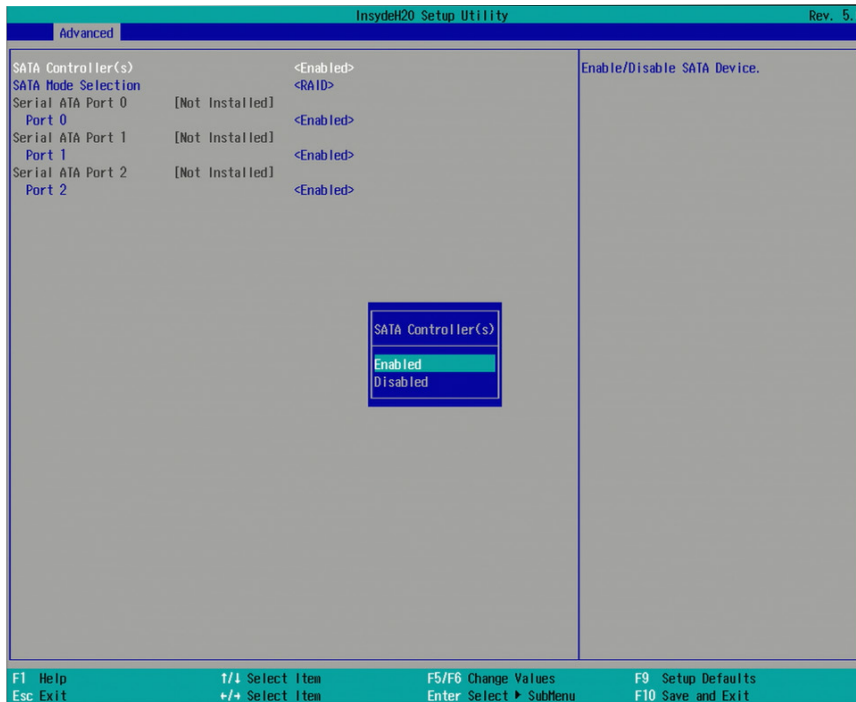 InsydeH20 Setup Utility Rev. 5.
Advanced
SATA Controller(s) <Enabled> Enable/Disable SATA Device.
SATA Mode Selection <RAID>
Serial ATA Port 0 [Not Installed]
Port 0 <Enabled>
Serial ATA Port 1 [Not Installed]
Port 1 <Enabled>
Serial ATA Port 2 [Not Installed]
Port 2 <Enabled>
SATA Controller(s)
Enabled
Disabled
F1 Help ↑/↓ Select Item F5/F6 Change Values F9 Setup Defaults
Esc Exit ←/→ Select Item Enter Select ▶ SubMenu F10 Save and Exit